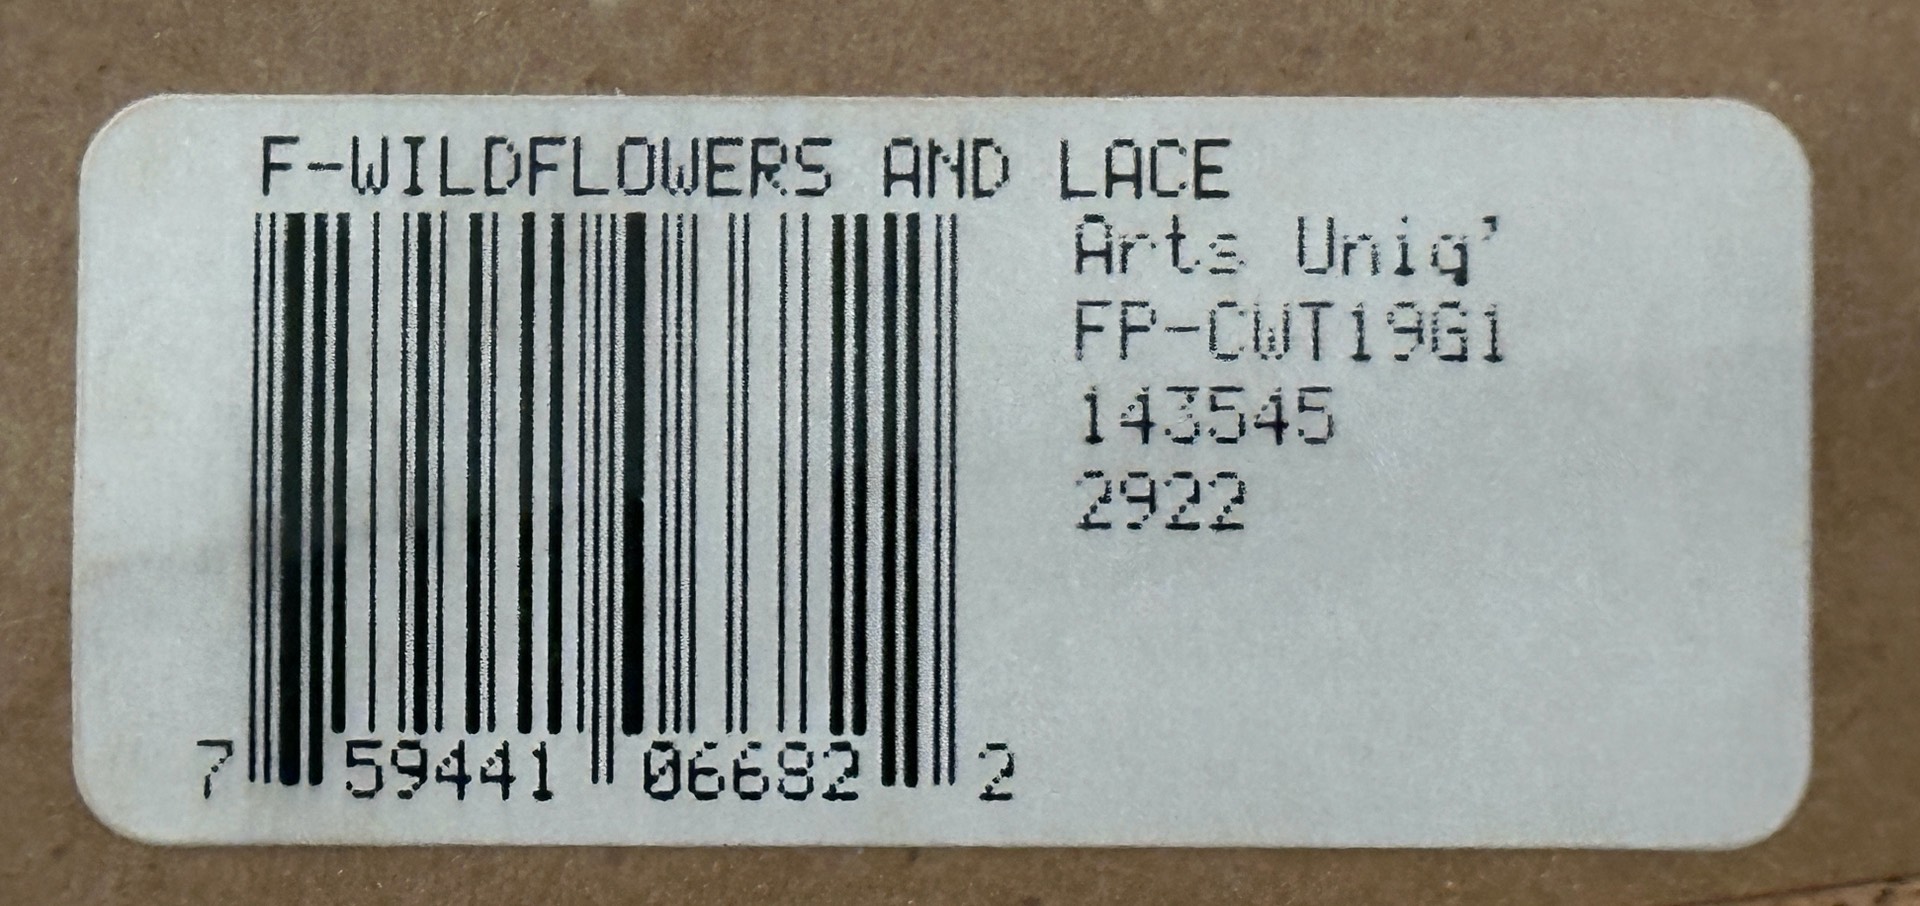 F-WILDFLOWERS AND LACE
Arts Uniq'
FP-CWT19G1
143545
2922
7 59441 06682 2